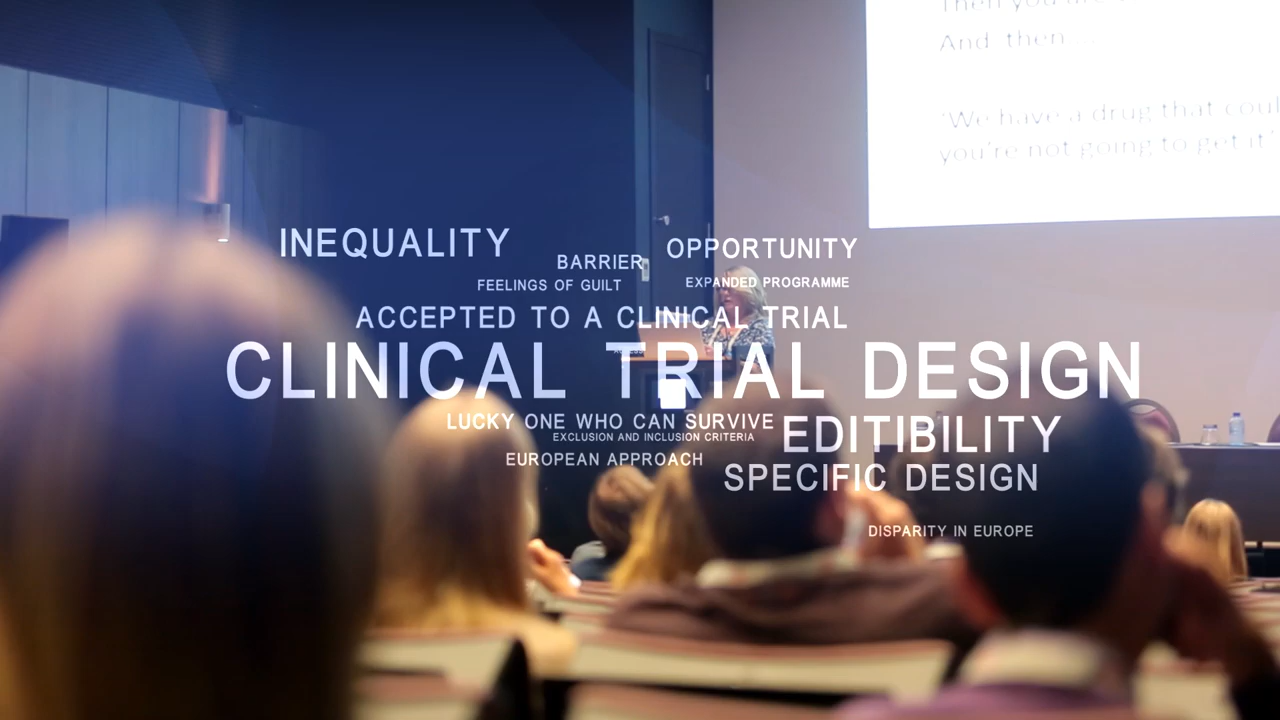 Then you
And then
'We have a drug that coul
you're not going to get it'
INEQUALITY
OPPORTUNITY
BARRIER
FEELINGS OF GUILT
EXPANDED PROGRAMME
ACCEPTED TO A CLINICAL TRIAL
CLINICAL TRIAL DESIGN
LUCKY ONE WHO CAN SURVIVE
EDITIBILITY
EXCLUSION AND INCLUSION CRITERIA
EUROPEAN APPROACH
SPECIFIC DESIGN
DISPARITY IN EUROPE